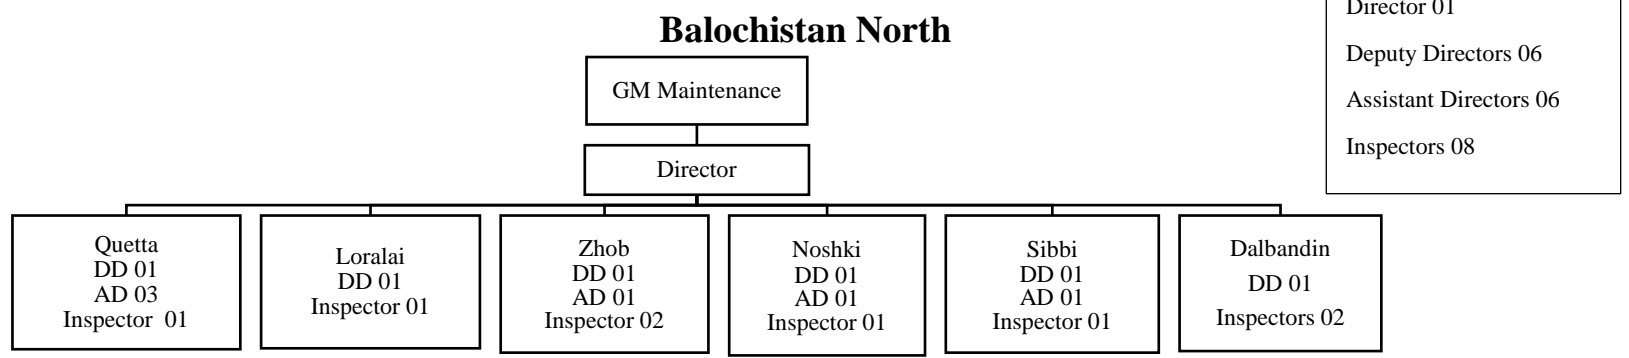 Balochistan North
Director 01
Deputy Directors 06
Assistant Directors 06
Inspectors 08
GM Maintenance
Director
Quetta
DD 01
AD 03
Inspector 01
Loralai
DD 01
Inspector 01
Zhob
DD 01
AD 01
Inspector 02
Noshki
DD 01
AD 01
Inspector 01
Sibbi
DD 01
AD 01
Inspector 01
Dalbandin
DD 01
Inspectors 02